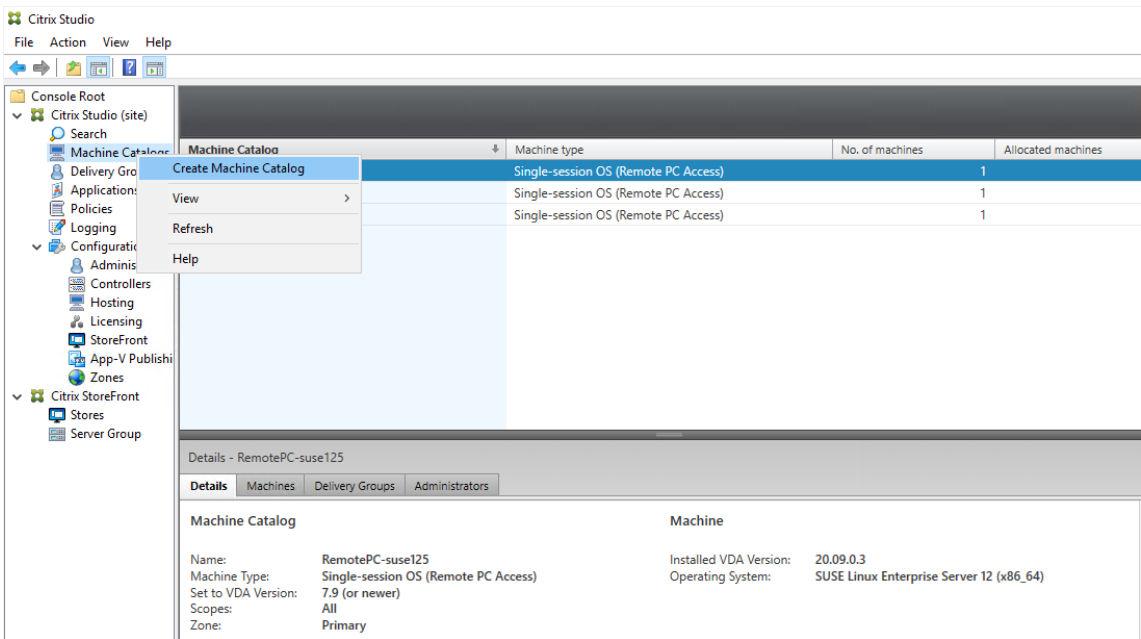 Citrix Studio
File Action View Help
Console Root
Citrix Studio (site)
Search
Machine Catalogs
Delivery Gro
Applications
Policies
Logging
Configuratio
Adminis
Controllers
Hosting
Licensing
StoreFront
App-V Publishi
Zones
Citrix StoreFront
Stores
Server Group
Create Machine Catalog
View
Refresh
Help
Machine Catalog Machine type No. of machines Allocated machines
Single-session OS (Remote PC Access) 1
Single-session OS (Remote PC Access) 1
Single-session OS (Remote PC Access) 1
Details - RemotePC-suse125
Details Machines Delivery Groups Administrators
Machine Catalog
Name: RemotePC-suse125
Machine Type: Single-session OS (Remote PC Access)
Set to VDA Version: 7.9 (or newer)
Scopes: All
Zone: Primary
Machine
Installed VDA Version: 20.09.0.3
Operating System: SUSE Linux Enterprise Server 12 (x86_64)